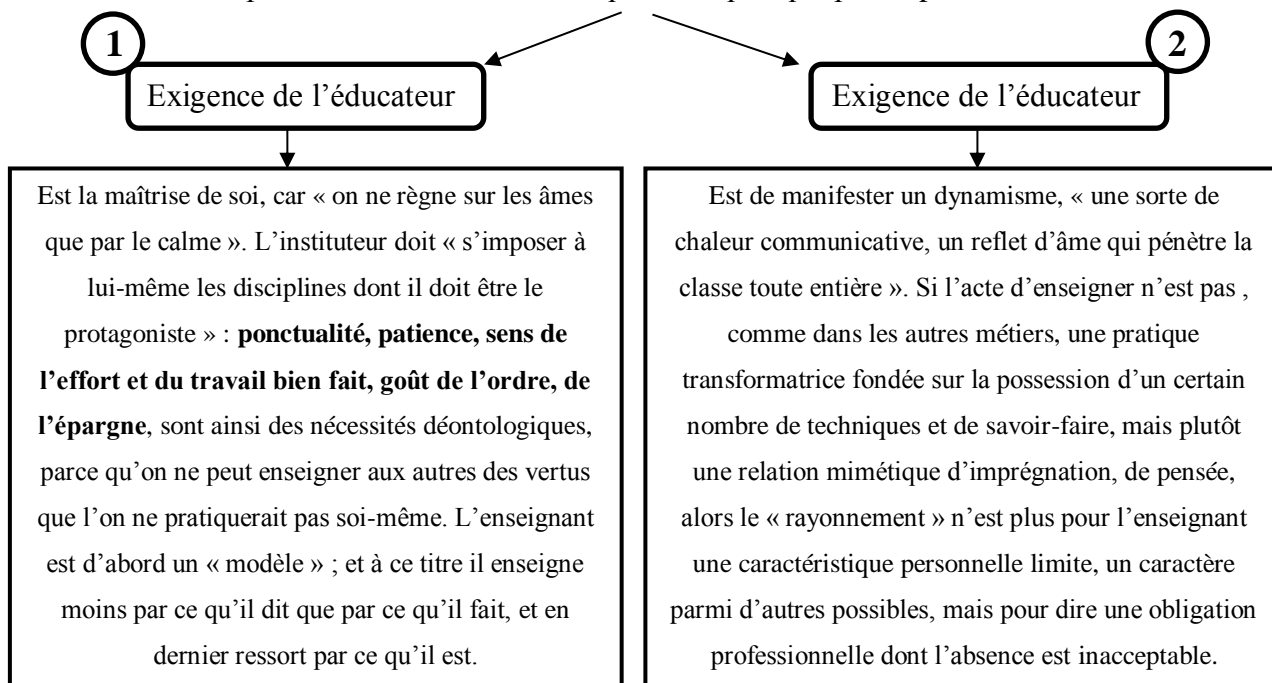 1
Exigence de l’éducateur
Est la maîtrise de soi, car « on ne règne sur les âmes
que par le calme ». L’instituteur doit « s’imposer à
lui-même les disciplines dont il doit être le
protagoniste » : ponctualité, patience, sens de
l’effort et du travail bien fait, goût de l’ordre, de
l’épargne, sont ainsi des nécessités déontologiques,
parce qu’on ne peut enseigner aux autres des vertus
que l’on ne pratiquerait pas soi-même. L’enseignant
est d’abord un « modèle » ; et à ce titre il enseigne
moins par ce qu’il dit que par ce qu’il fait, et en
dernier ressort par ce qu’il est.
2
Exigence de l’éducateur
Est de manifester un dynamisme, « une sorte de
chaleur communicative, un reflet d’âme qui pénètre la
classe toute entière ». Si l’acte d’enseigner n’est pas ,
comme dans les autres métiers, une pratique
transformatrice fondée sur la possession d’un certain
nombre de techniques et de savoir-faire, mais plutôt
une relation mimétique d’imprégnation, de pensée,
alors le « rayonnement » n’est plus pour l’enseignant
une caractéristique personnelle limite, un caractère
parmi d’autres possibles, mais pour dire une obligation
professionnelle dont l’absence est inacceptable.